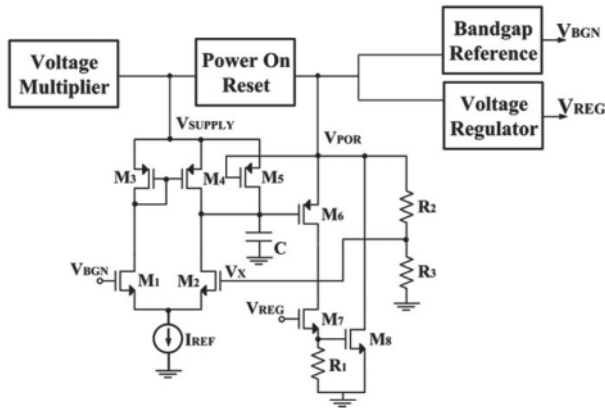 Voltage
Multiplier
Power On
Reset
Bandgap
Reference
VBGN
Voltage
Regulator
VREG
VSUPPLY
VPOR
M3
M4
M5
M6
R2
C
VBGN
M1
M2
VX
R3
IREF
VREG
M7
M8
R1